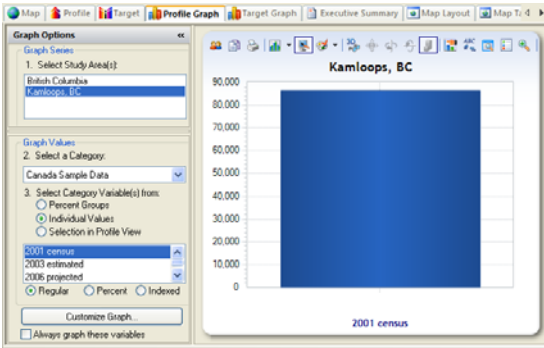 Map
Profile
Target
Profile Graph
Target Graph
Executive Summary
Map Layout
Graph Options
Graph Series
1. Select Study Area(s):
British Columbia
Kamloops, BC
Graph Values
2. Select a Category:
Canada Sample Data
3. Select Category Variable(s) from:
Percent Groups
Individual Values
Selection in Profile View
2001 census
2003 estimated
2006 projected
Regular
Percent
Indexed
Customize Graph...
Always graph these variables
Kamloops, BC
90,000
80,000
70,000
60,000
50,000
40,000
30,000
20,000
10,000
0
2001 census